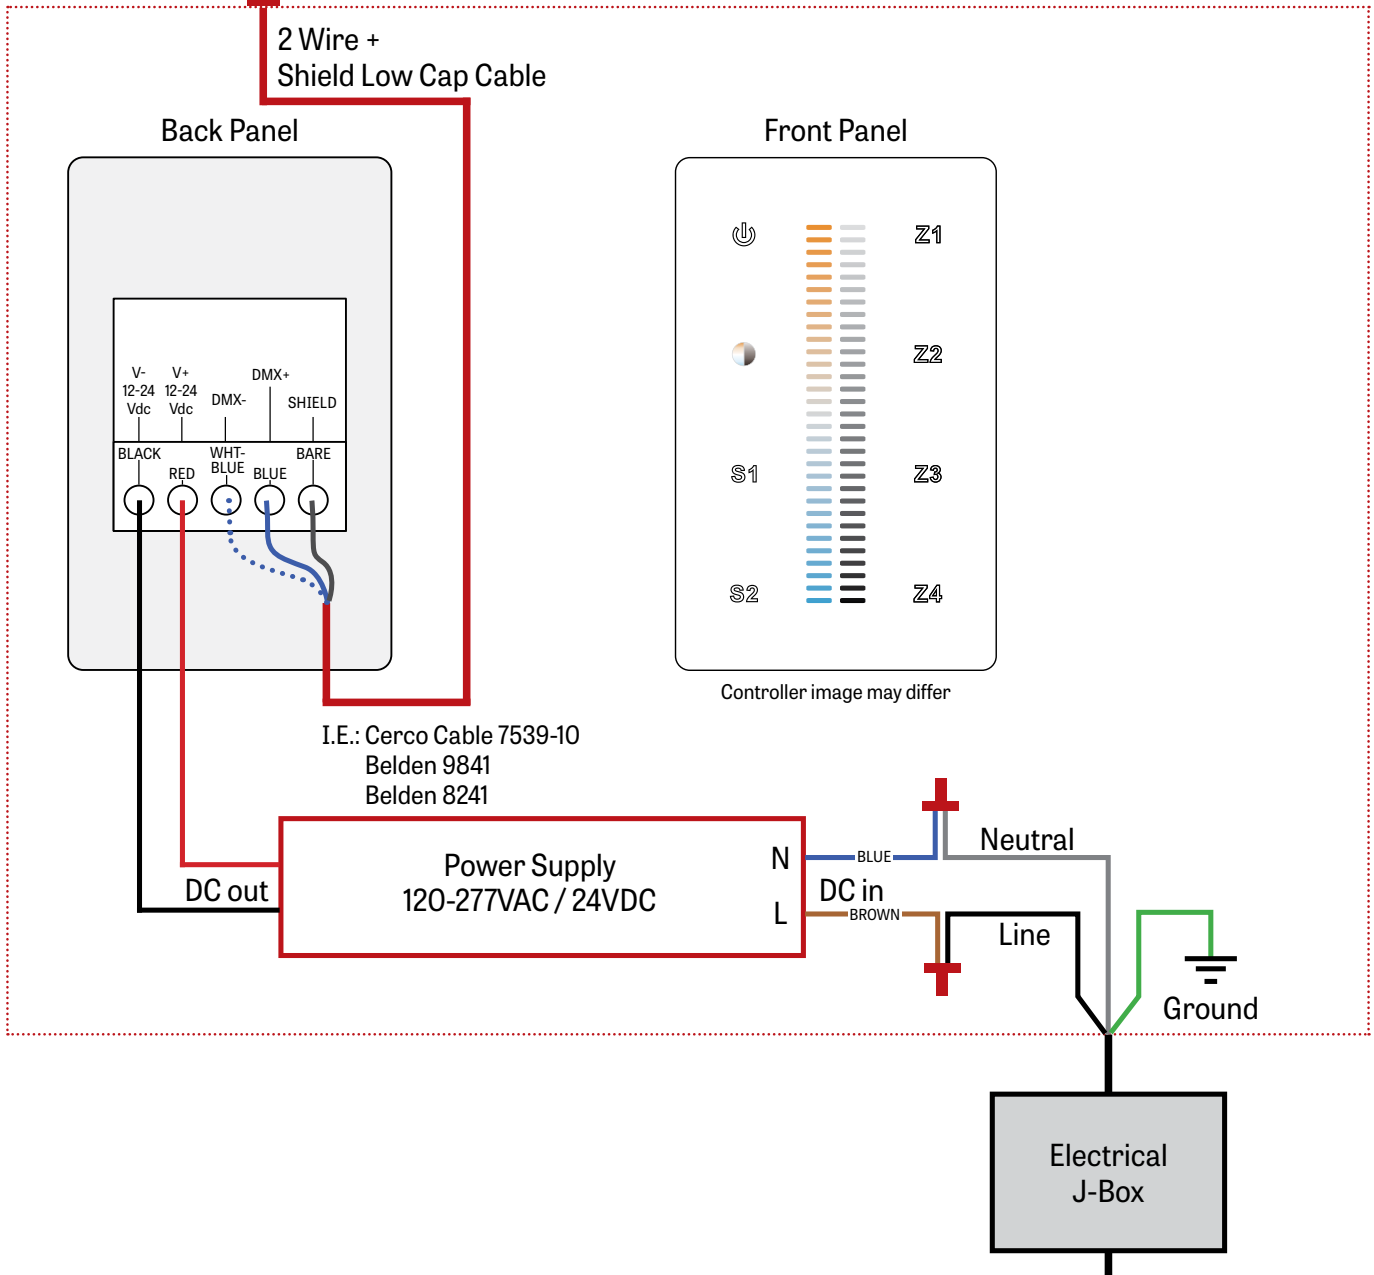 2 Wire +
Shield Low Cap Cable
Back Panel
Front Panel
V-
12-24
Vdc
V+
12-24
Vdc
DMX-
DMX+
SHIELD
BLACK
RED
WHT-
BLUE
BLUE
BARE
Z1
Z2
S1
Z3
S2
Z4
Controller image may differ
I.E.: Cerco Cable 7539-10
Belden 9841
Belden 8241
Power Supply
120-277VAC / 24VDC
DC out
N
L
BLUE
DC in
BROWN
Neutral
Line
Ground
Electrical
J-Box